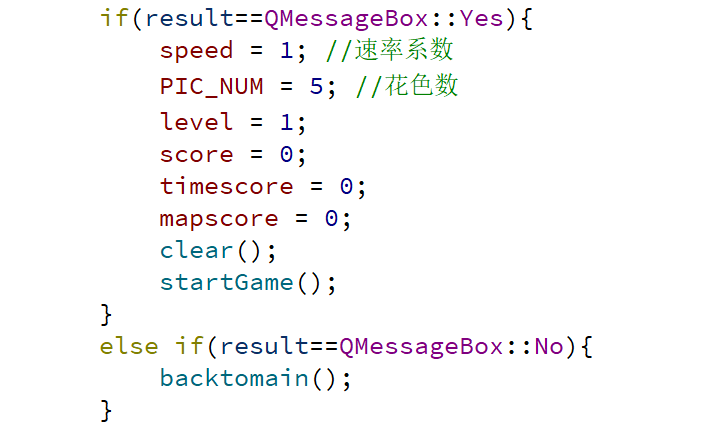 if(result==QMessageBox::Yes){
    speed = 1; //速率系数
    PIC_NUM = 5; //花色数
    level = 1;
    score = 0;
    timescore = 0;
    mapscore = 0;
    clear();
    startGame();
}
else if(result==QMessageBox::No){
    backtomain();
}